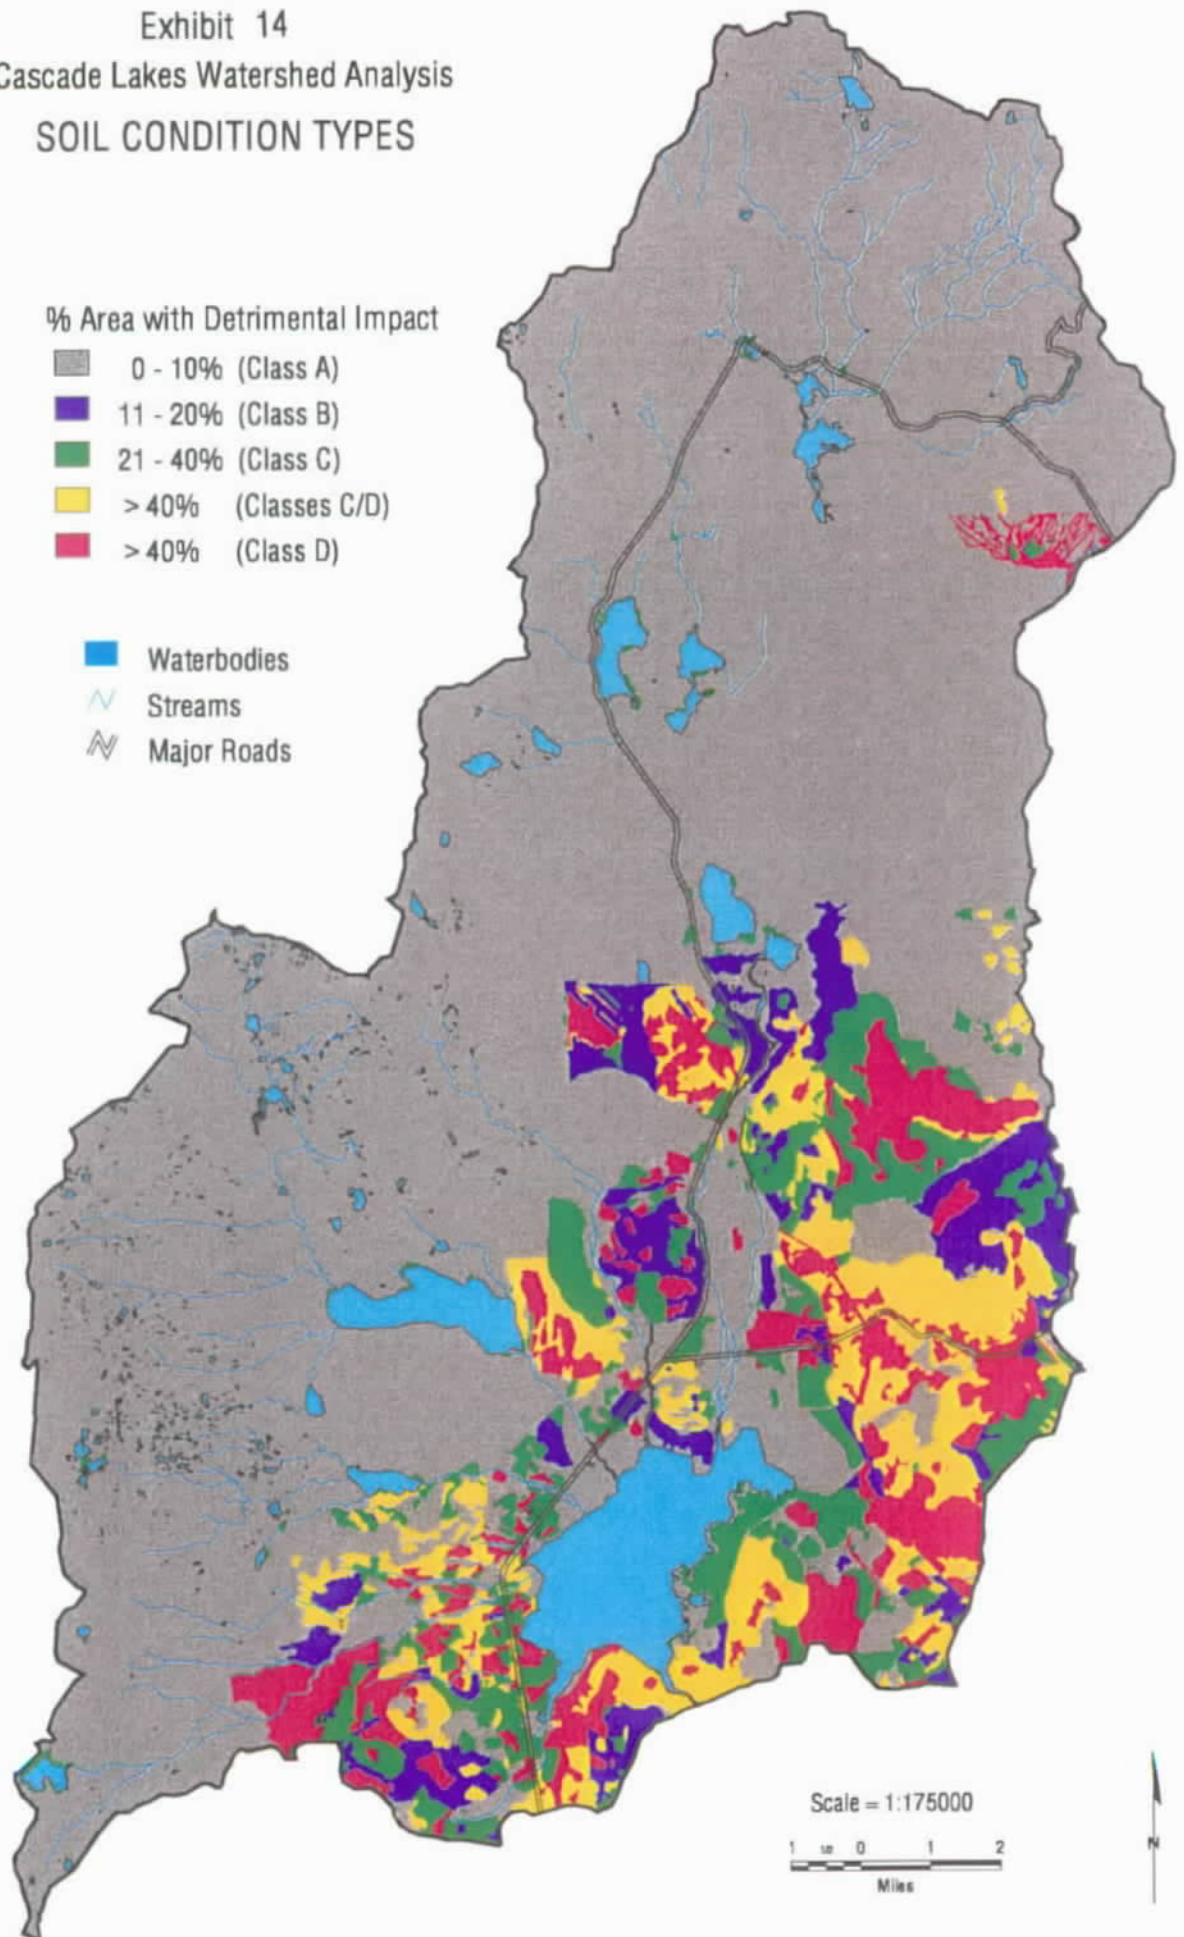 Exhibit 14
Cascade Lakes Watershed Analysis
SOIL CONDITION TYPES
% Area with Detrimental Impact
0 - 10% (Class A)
11 - 20% (Class B)
21 - 40% (Class C)
> 40% (Classes C/D)
> 40% (Class D)
Waterbodies
Streams
Major Roads
Scale = 1:175000
1 1/2 0 1 2
Miles
N